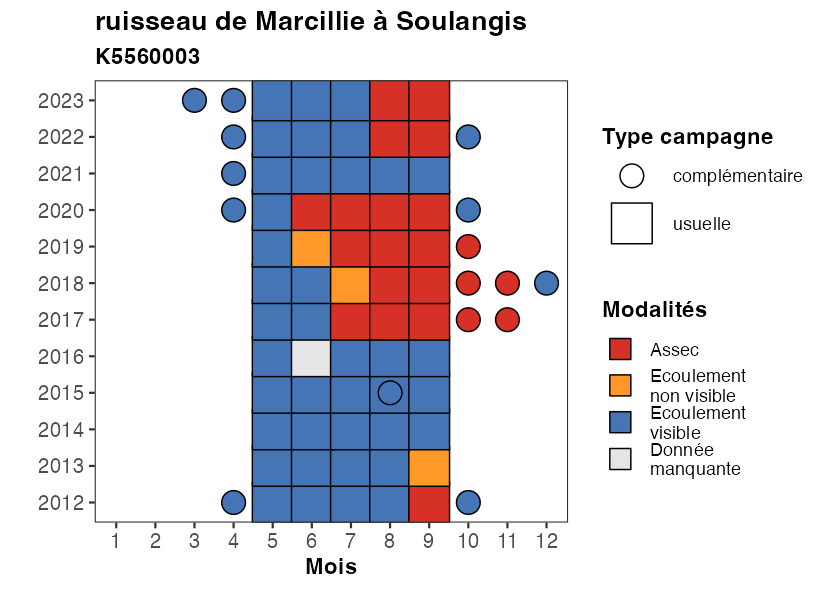 ruisseau de Marcillie à Soulangis
K5560003
2023
2022
2021
2020
2019
2018
2017
2016
2015
2014
2013
2012
1 2 3 4 5 6 7 8 9 10 11 12
Mois
Type campagne
complémentaire
usuelle
Modalités
Assec
Ecoulement
non visible
Ecoulement
visible
Donnée
manquante